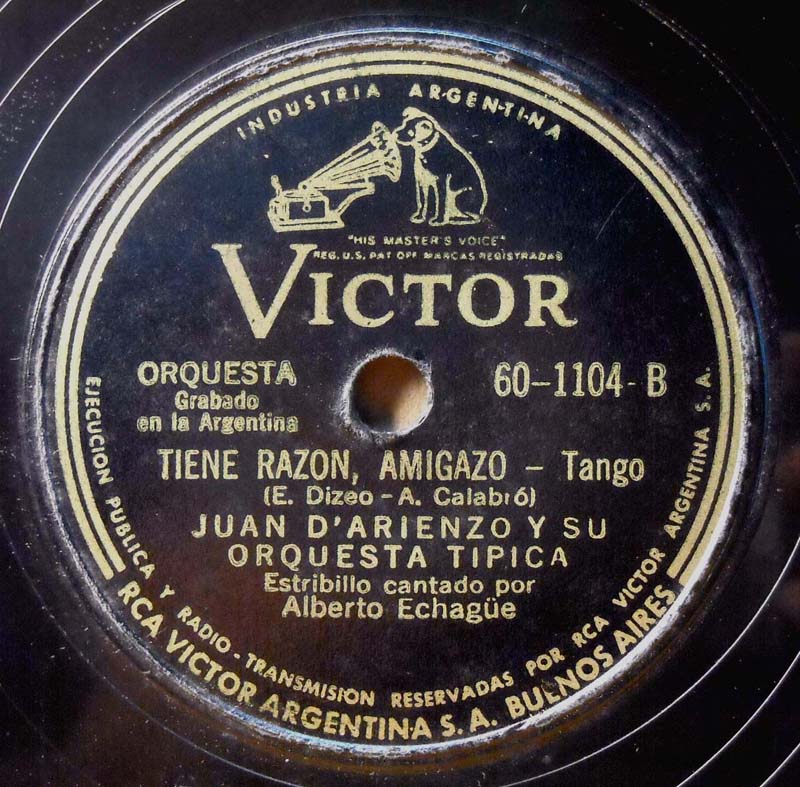 INDUSTRIA ARGENTINA
"HIS MASTER'S VOICE"
REG. U.S. PAT OFF MARCAS REGISTRADAS
VICTOR
ORQUESTA
Grabado
en la Argentina
60-1104-B
TIENE RAZON, AMIGAZO - Tango
(E. Dizeo - A. Calabró)
JUAN D'ARIENZO Y SU
ORQUESTA TIPICA
Estribillo cantado por
Alberto Echagüe
EJECUCION PUBLICA Y RADIO-TRANSMISION RESERVADAS POR RCA VICTOR ARGENTINA S. A.
RCA VICTOR ARGENTINA S. A. BUENOS AIRES